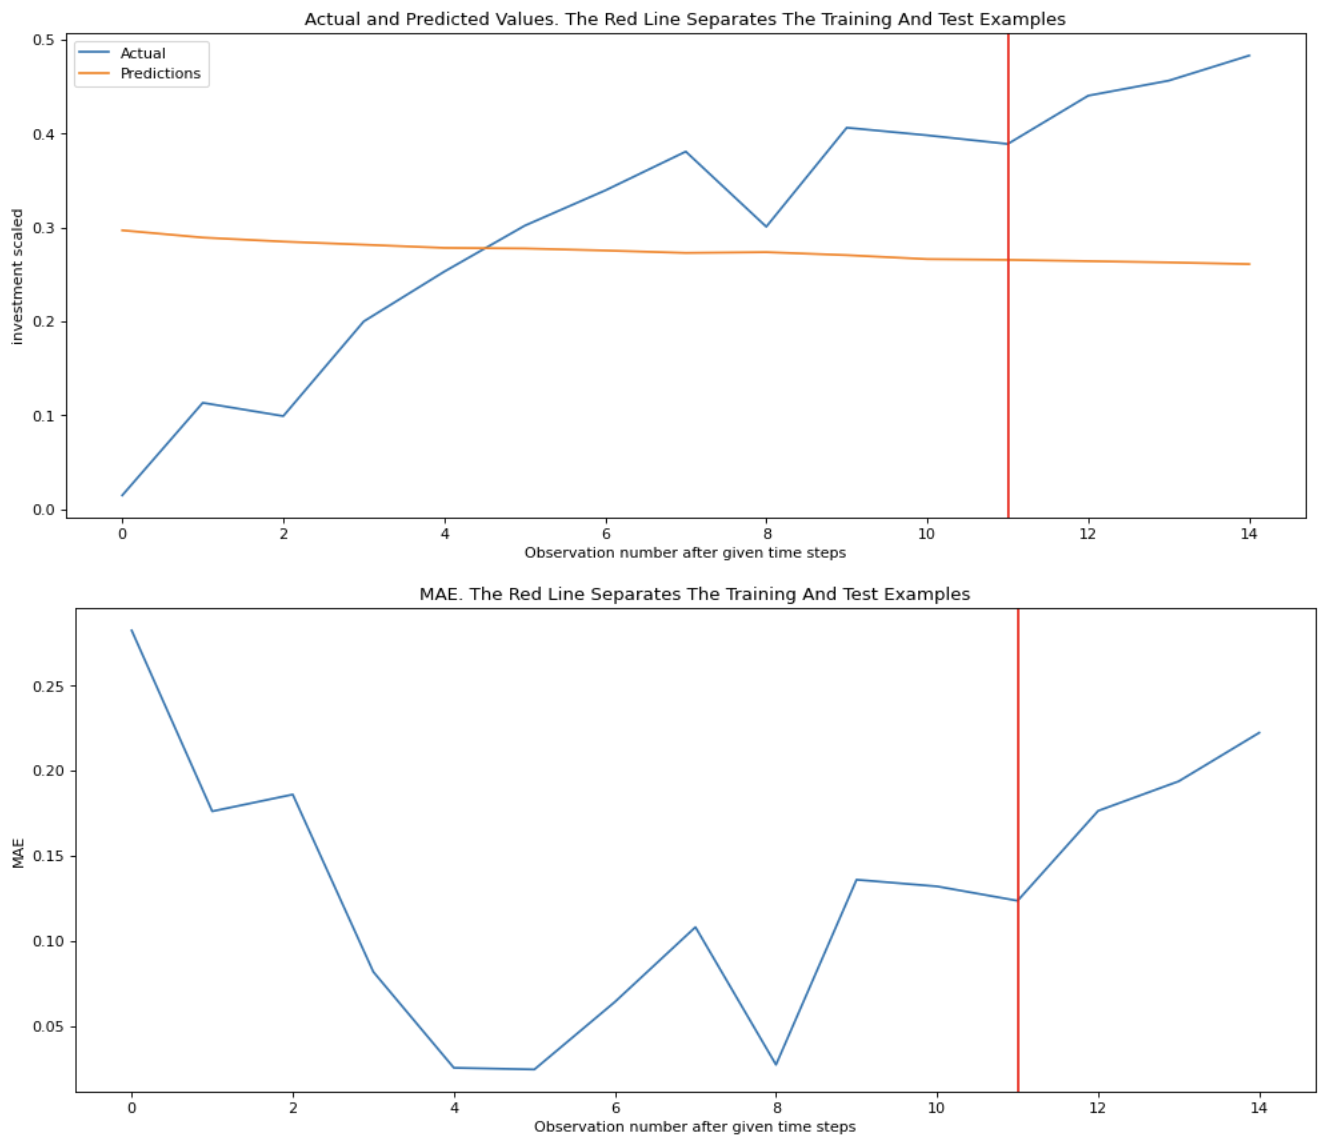 Actual and Predicted Values. The Red Line Separates The Training And Test Examples
Actual
Predictions
investment scaled
0.5
0.4
0.3
0.2
0.1
0.0
0 2 4 6 8 10 12 14
Observation number after given time steps
MAE. The Red Line Separates The Training And Test Examples
MAE
0.25
0.20
0.15
0.10
0.05
0 2 4 6 8 10 12 14
Observation number after given time steps